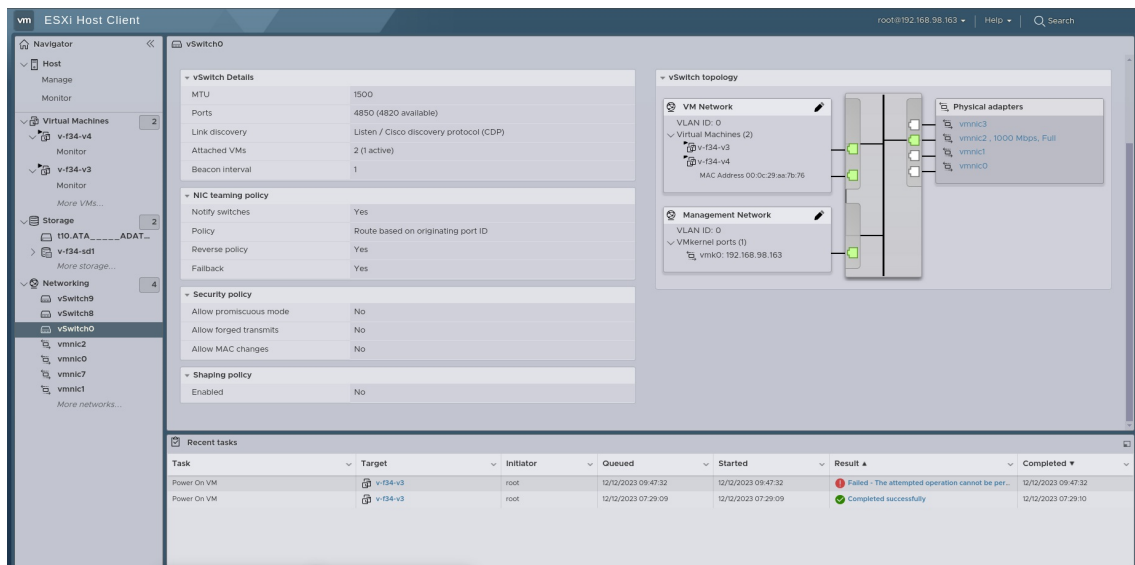 vm ESXi Host Client
root@192.168.98.163 | Help | Search
Navigator
Host
Manage
Monitor
Virtual Machines 2
v-f34-v4
Monitor
v-f34-v3
Monitor
More VMs...
Storage 2
t10.ATA_____ADAT...
v-f34-sd1
More storage...
Networking 4
vSwitch9
vSwitch8
vSwitch0
vmnic2
vmnic0
vmnic7
vmnic1
More networks...
vSwitch0
vSwitch Details
MTU 1500
Ports 4850 (4820 available)
Link discovery Listen / Cisco discovery protocol (CDP)
Attached VMs 2 (1 active)
Beacon interval 1
NIC teaming policy
Notify switches Yes
Policy Route based on originating port ID
Reverse policy Yes
Failback Yes
Security policy
Allow promiscuous mode No
Allow forged transmits No
Allow MAC changes No
Shaping policy
Enabled No
vSwitch topology
VM Network
VLAN ID: 0
Virtual Machines (2)
v-f34-v3
v-f34-v4
MAC Address 00:0c:29:aa:7b:76
Management Network
VLAN ID: 0
VMkernel ports (1)
vmk0: 192.168.98.163
Physical adapters
vmnic3
vmnic2 , 1000 Mbps, Full
vmnic1
vmnic0
Recent tasks
Task Target Initiator Queued Started Result Completed
Power On VM v-f34-v3 root 12/12/2023 09:47:32 12/12/2023 09:47:32 Failed - The attempted operation cannot be per... 12/12/2023 09:47:32
Power On VM v-f34-v3 root 12/12/2023 07:29:09 12/12/2023 07:29:09 Completed successfully 12/12/2023 07:29:10